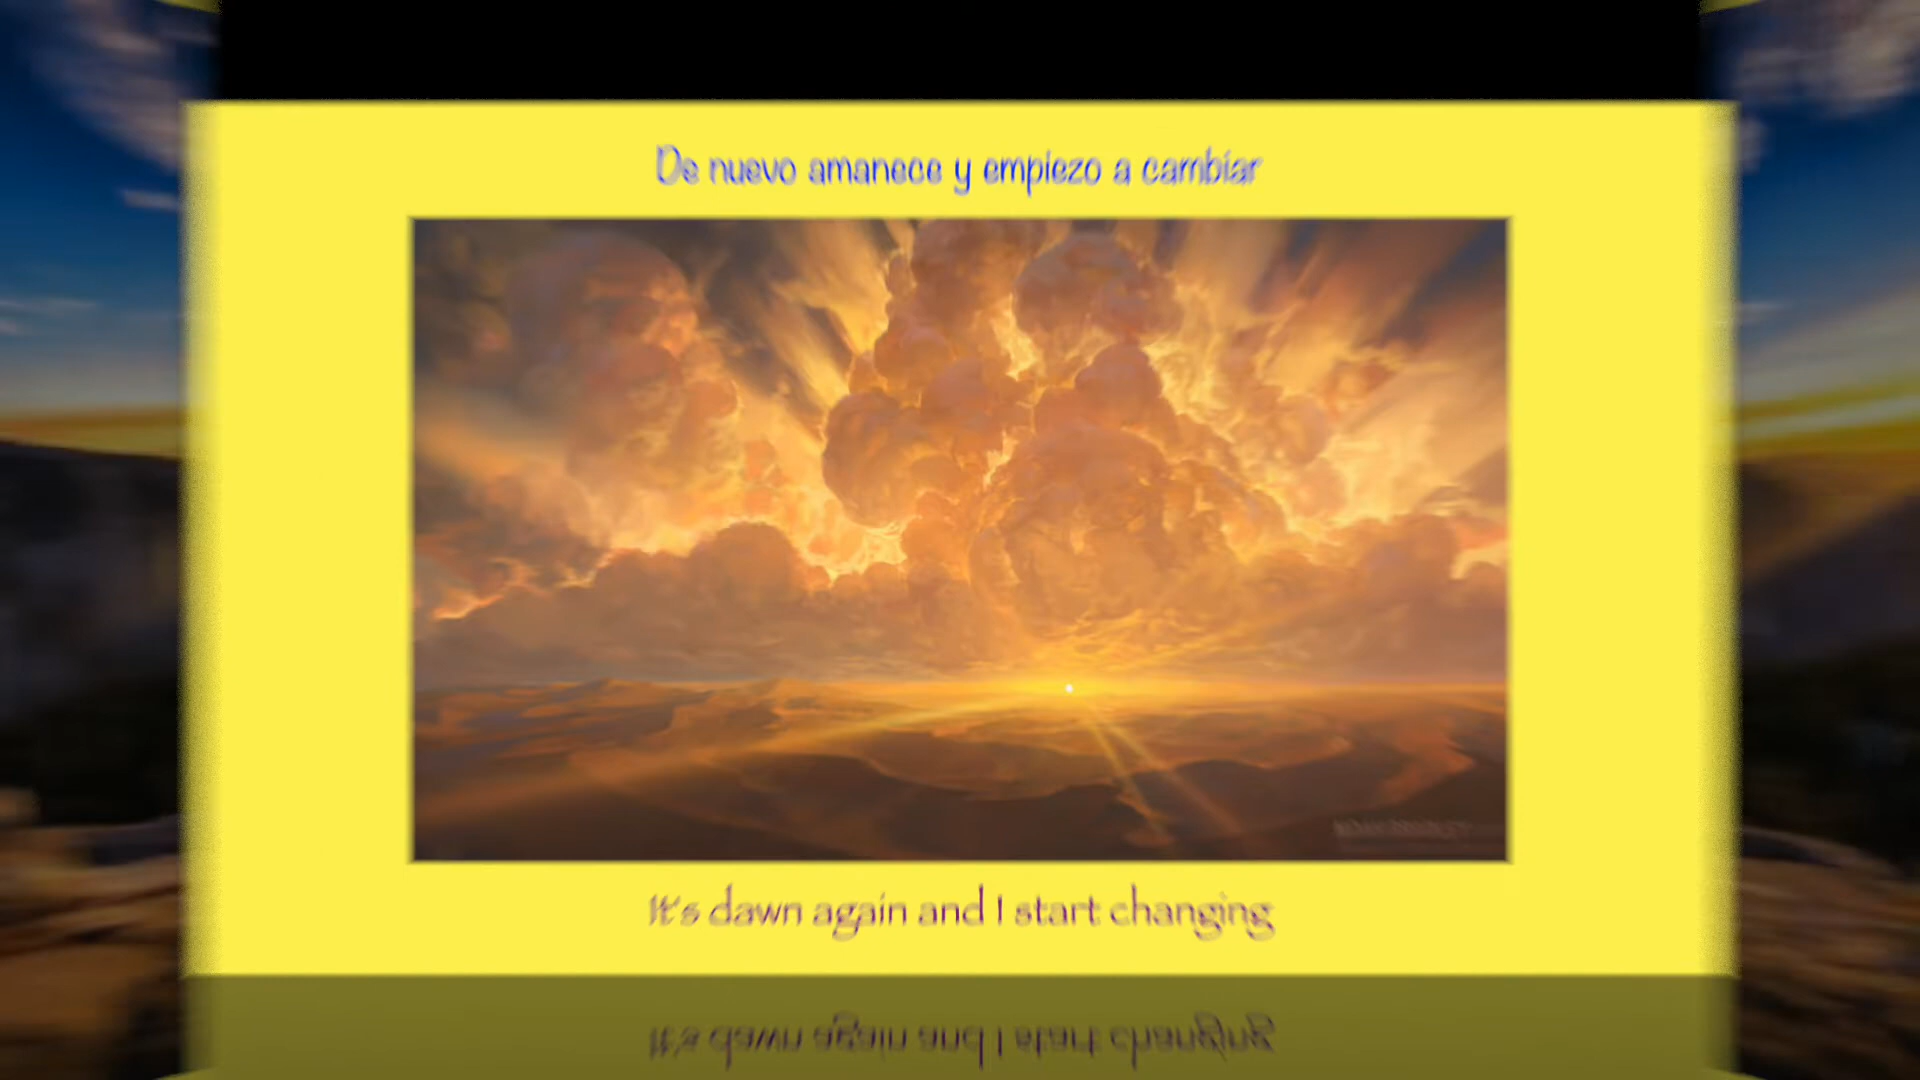 De nuevo amanece y empiezo a cambiar
It's dawn again and I start changing